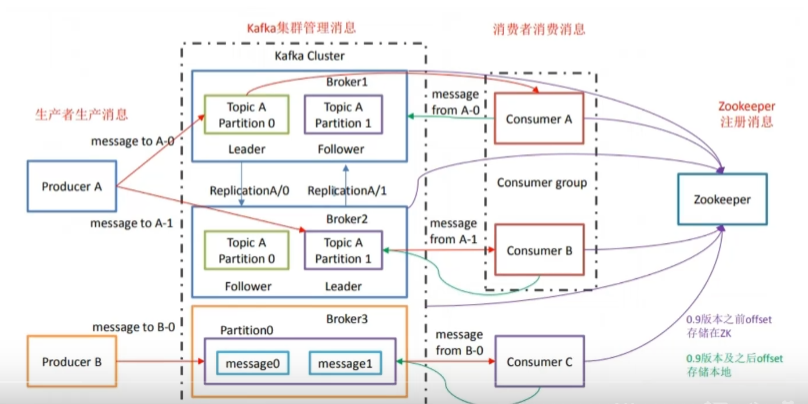 Kafka集群管理消息
消费者消费消息
Kafka Cluster
生产者生产消息
Zookeeper
注册消息
Broker1
Topic A
Partition 0
Topic A
Partition 1
Leader
Follower
message to A-0
message
from A-0
Consumer A
Producer A
ReplicationA/0
ReplicationA/1
Consumer group
Zookeeper
message to A-1
Broker2
Topic A
Partition 0
Topic A
Partition 1
Follower
Leader
message
from A-1
Consumer B
Broker3
Partition0
message0
message1
message to B-0
Producer B
message
from B-0
Consumer C
0.9版本之前offset
存储在ZK
0.9版本及之后offset
存储本地